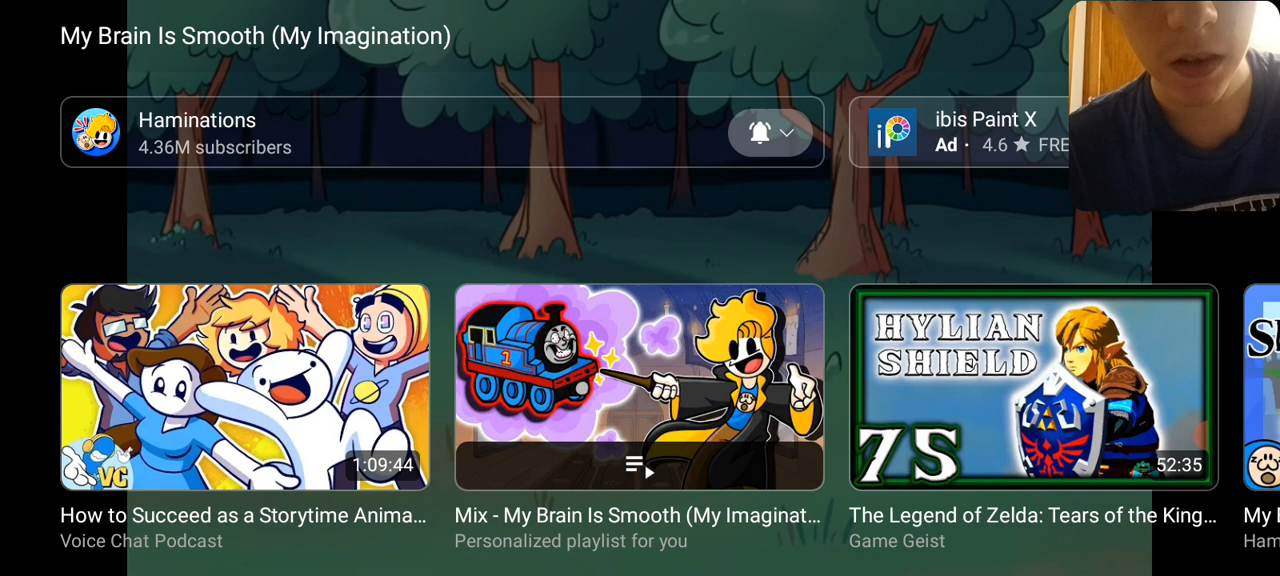 My Brain Is Smooth (My Imagination)
Haminations
4.36M subscribers
iP
ibis Paint X
Ad · 4.6 ★ FRE
VC
1:09:44
1
HYLIAN
SHIELD
75
52:35
How to Succeed as a Storytime Anima...
Mix - My Brain Is Smooth (My Imaginat...
The Legend of Zelda: Tears of the King...
Voice Chat Podcast
Personalized playlist for you
Game Geist
Ham